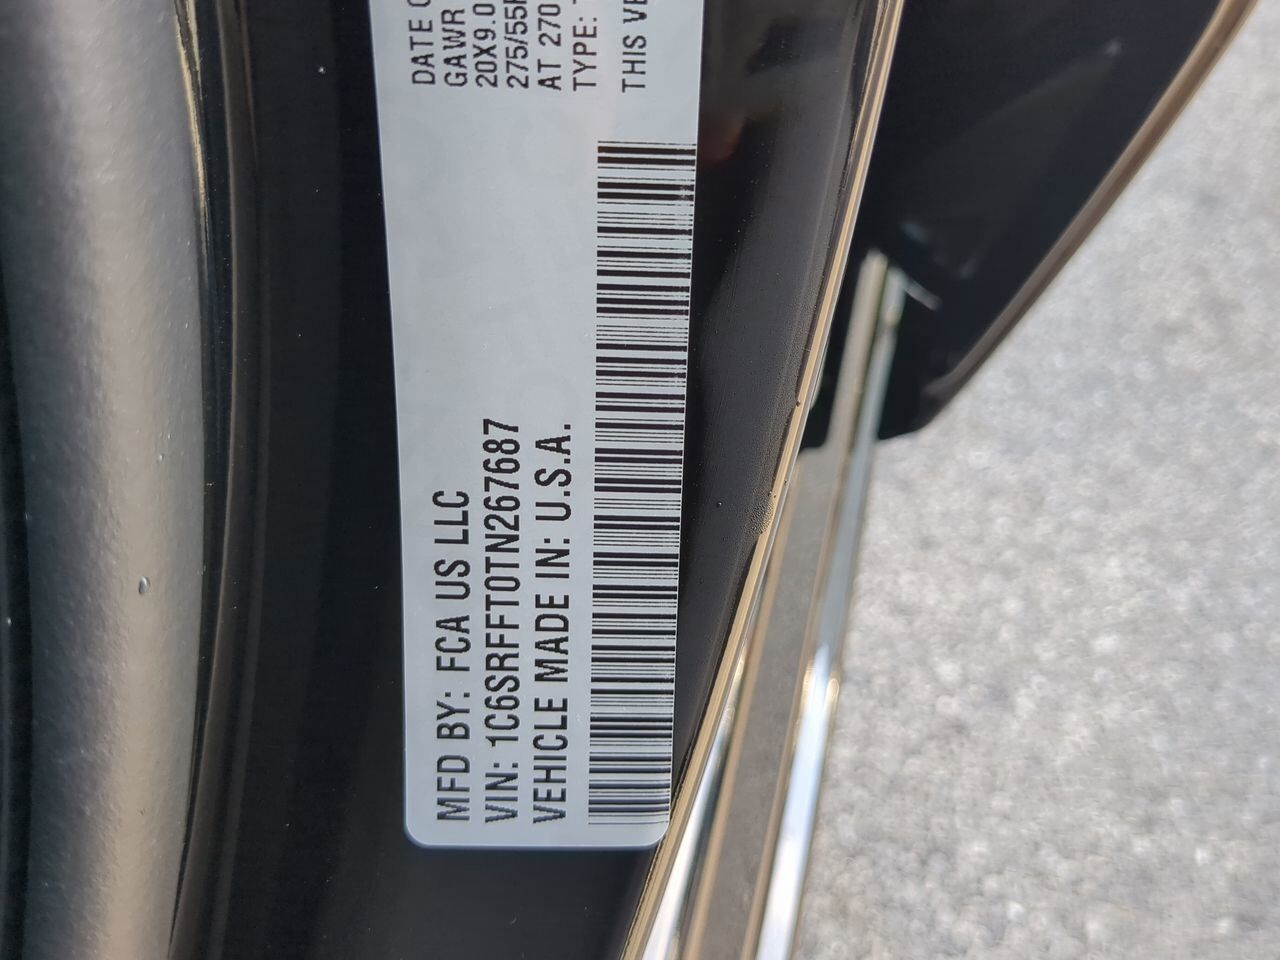 MFD BY: FCA US LLC
VIN: 1C6SRFFT0TN267687
VEHICLE MADE IN: U.S.A.
DATE O
GAWR
20X9.0
275/55R
AT 270
TYPE:
THIS VE